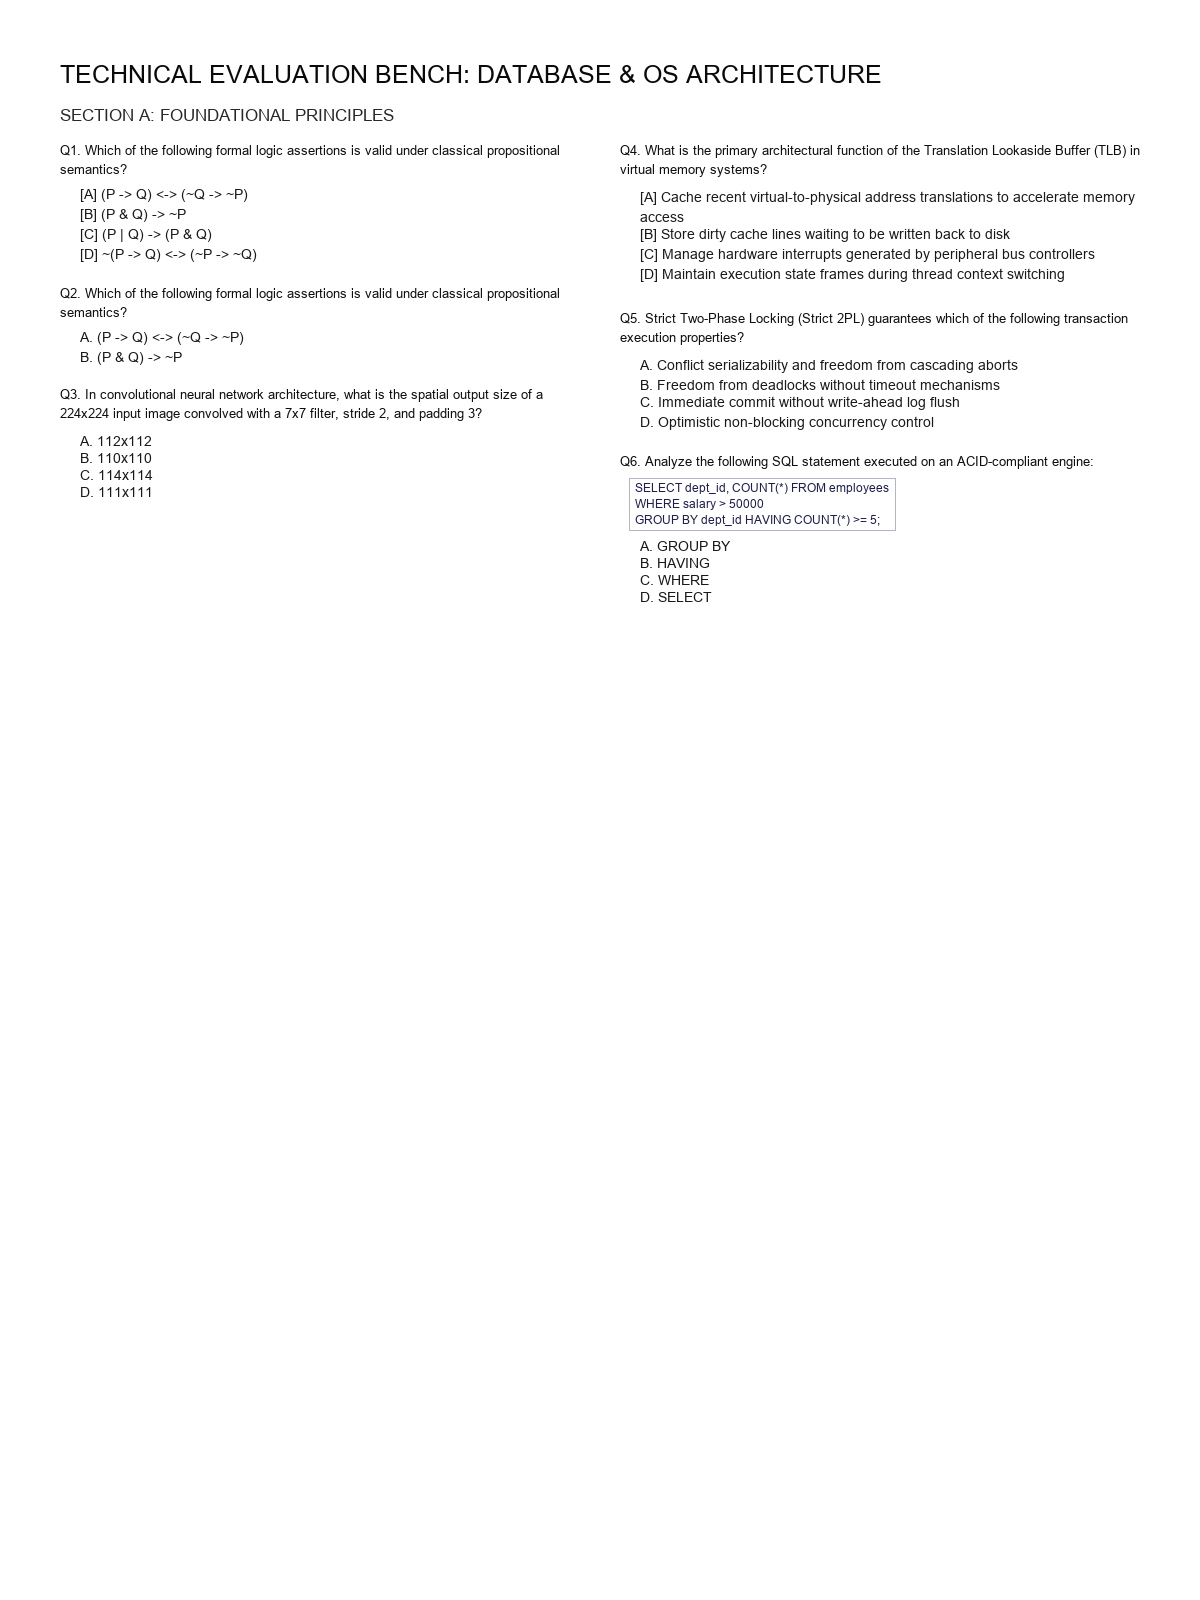 TECHNICAL EVALUATION BENCH: DATABASE & OS ARCHITECTURE
SECTION A: FOUNDATIONAL PRINCIPLES
Q1. Which of the following formal logic assertions is valid under classical propositional
semantics?
[A] (P -> Q) <-> (~Q -> ~P)
[B] (P & Q) -> ~P
[C] (P | Q) -> (P & Q)
[D] ~(P -> Q) <-> (~P -> ~Q)
Q2. Which of the following formal logic assertions is valid under classical propositional
semantics?
A. (P -> Q) <-> (~Q -> ~P)
B. (P & Q) -> ~P
Q3. In convolutional neural network architecture, what is the spatial output size of a
224x224 input image convolved with a 7x7 filter, stride 2, and padding 3?
A. 112x112
B. 110x110
C. 114x114
D. 111x111
Q4. What is the primary architectural function of the Translation Lookaside Buffer (TLB) in
virtual memory systems?
[A] Cache recent virtual-to-physical address translations to accelerate memory
access
[B] Store dirty cache lines waiting to be written back to disk
[C] Manage hardware interrupts generated by peripheral bus controllers
[D] Maintain execution state frames during thread context switching
Q5. Strict Two-Phase Locking (Strict 2PL) guarantees which of the following transaction
execution properties?
A. Conflict serializability and freedom from cascading aborts
B. Freedom from deadlocks without timeout mechanisms
C. Immediate commit without write-ahead log flush
D. Optimistic non-blocking concurrency control
Q6. Analyze the following SQL statement executed on an ACID-compliant engine:
SELECT dept_id, COUNT(*) FROM employees
WHERE salary > 50000
GROUP BY dept_id HAVING COUNT(*) >= 5;
A. GROUP BY
B. HAVING
C. WHERE
D. SELECT